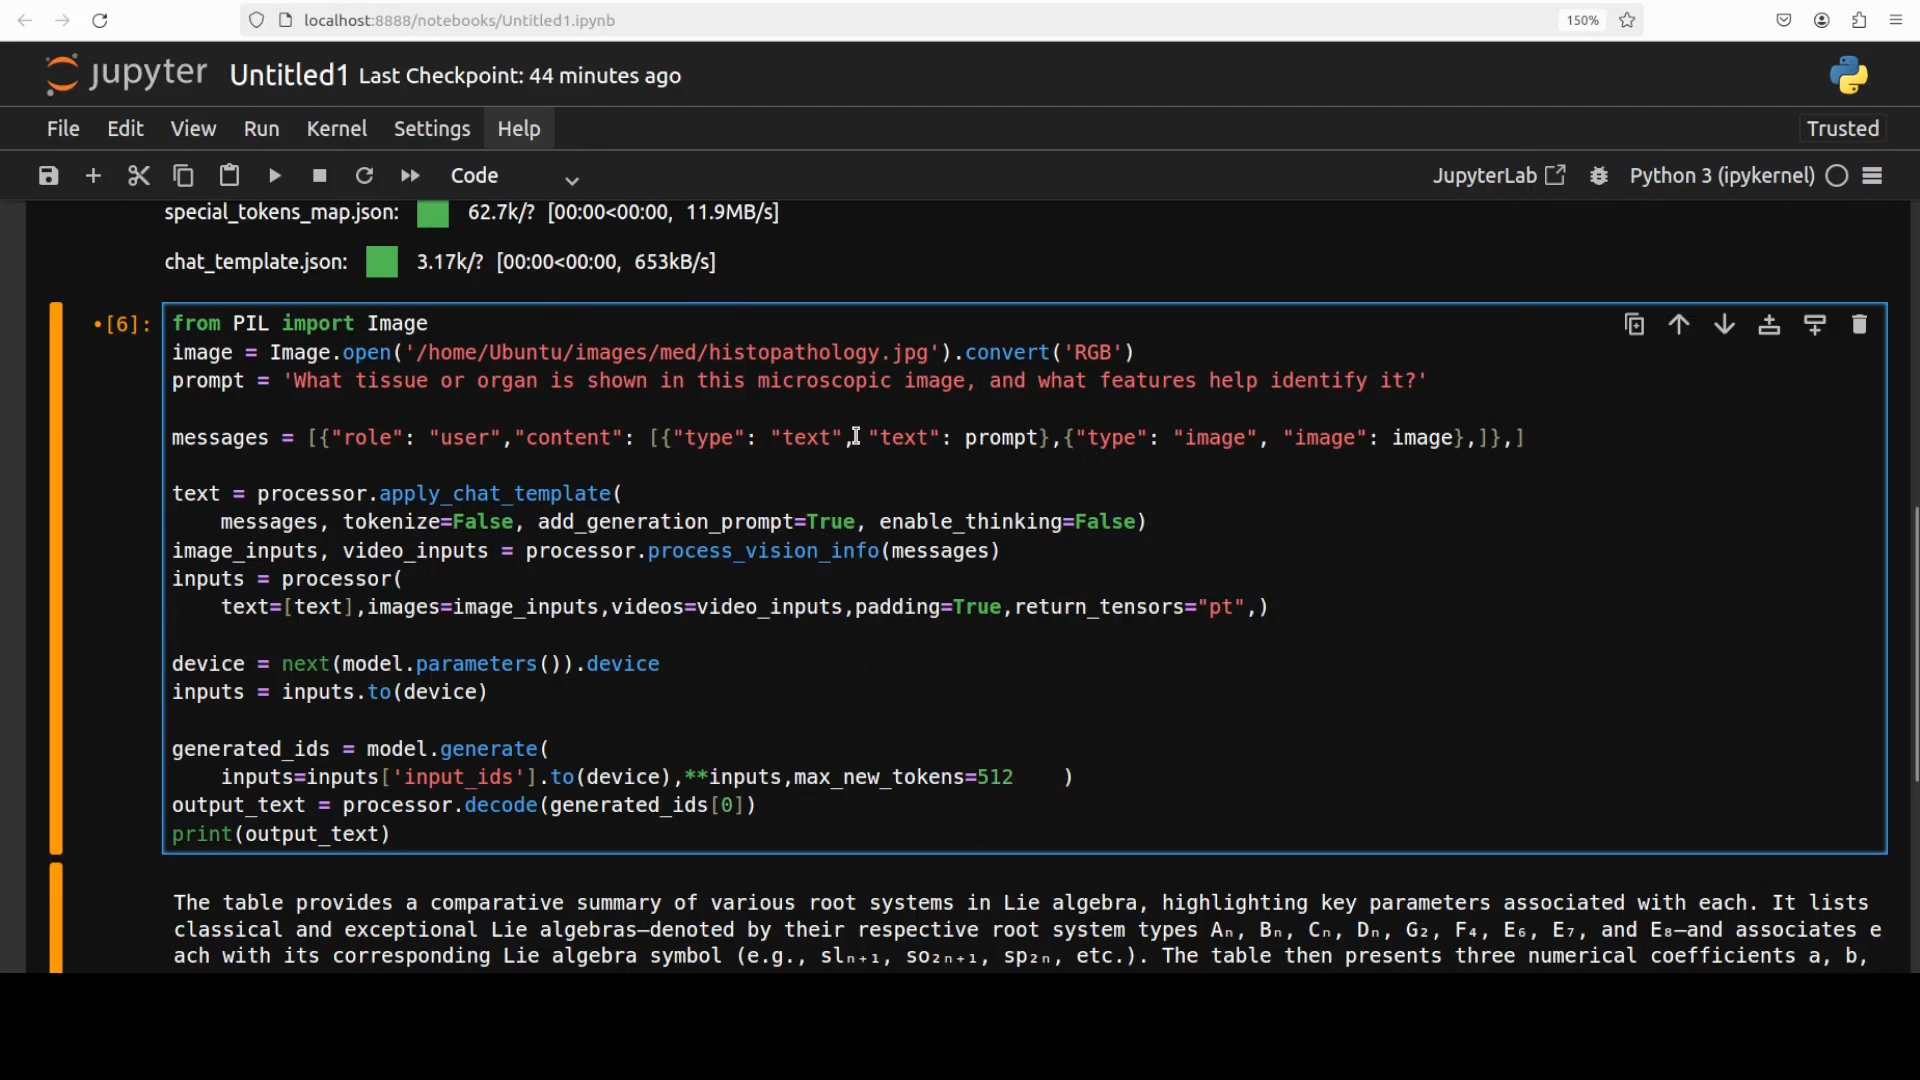 localhost:8888/notebooks/Untitled1.ipynb
150%
jupyter Untitled1 Last Checkpoint: 44 minutes ago
File Edit View Run Kernel Settings Help
Trusted
Code
JupyterLab
Python 3 (ipykernel)
special_tokens_map.json: 62.7k/? [00:00<00:00, 11.9MB/s]
chat_template.json: 3.17k/? [00:00<00:00, 653kB/s]
•[6]:
from PIL import Image
image = Image.open('/home/Ubuntu/images/med/histopathology.jpg').convert('RGB')
prompt = 'What tissue or organ is shown in this microscopic image, and what features help identify it?'
messages = [{"role": "user","content": [{"type": "text", "text": prompt},{"type": "image", "image": image},]},]
text = processor.apply_chat_template(
    messages, tokenize=False, add_generation_prompt=True, enable_thinking=False)
image_inputs, video_inputs = processor.process_vision_info(messages)
inputs = processor(
    text=[text],images=image_inputs,videos=video_inputs,padding=True,return_tensors="pt",)
device = next(model.parameters()).device
inputs = inputs.to(device)
generated_ids = model.generate(
    inputs=inputs['input_ids'].to(device),**inputs,max_new_tokens=512    )
output_text = processor.decode(generated_ids[0])
print(output_text)
The table provides a comparative summary of various root systems in Lie algebra, highlighting key parameters associated with each. It lists
classical and exceptional Lie algebras—denoted by their respective root system types Aₙ, Bₙ, Cₙ, Dₙ, G₂, F₄, E₆, E₇, and E₈—and associates e
ach with its corresponding Lie algebra symbol (e.g., slₙ₊₁, so₂ₙ₊₁, sp₂ₙ, etc.). The table then presents three numerical coefficients a, b,